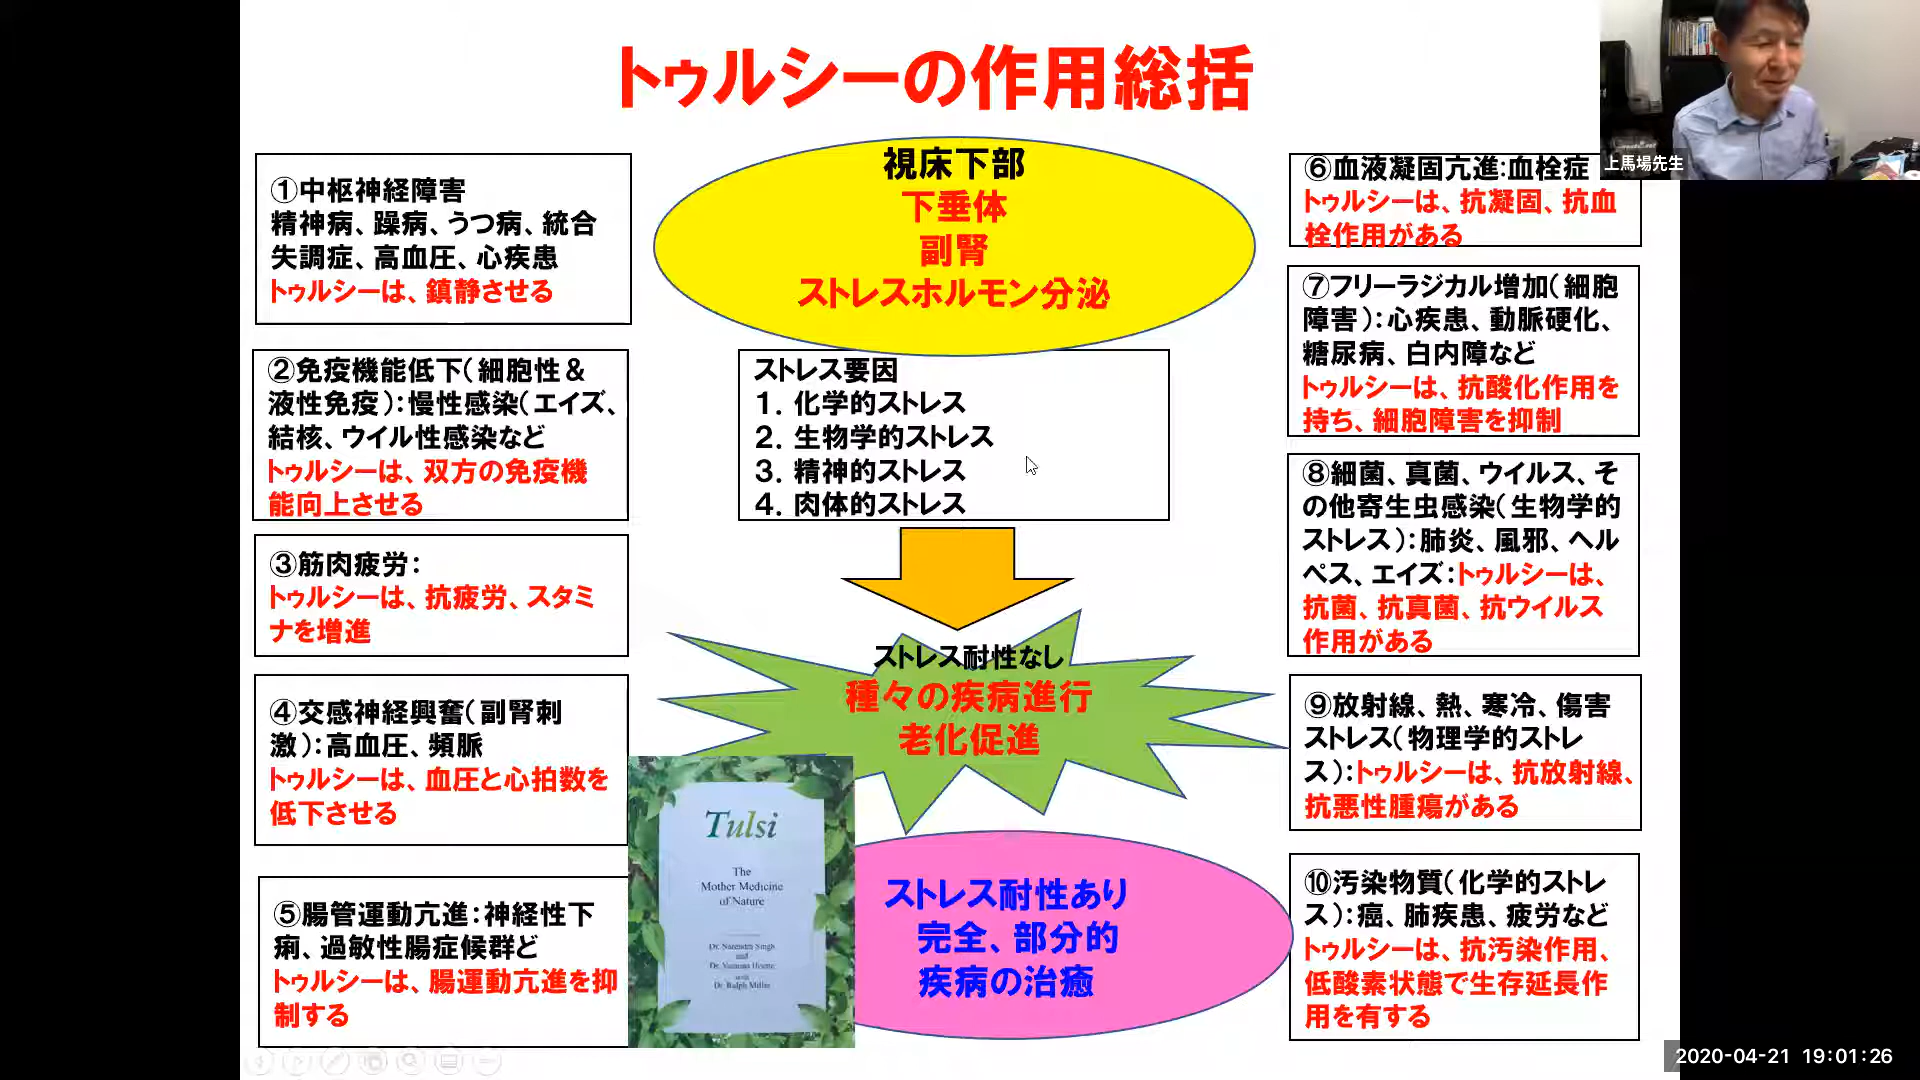 トゥルシーの作用総括
上馬場先生
①中枢神経障害
精神病、躁病、うつ病、統合
失調症、高血圧、心疾患
トゥルシーは、鎮静させる
②免疫機能低下(細胞性&
液性免疫):慢性感染(エイズ、
結核、ウイル性感染など
トゥルシーは、双方の免疫機
能向上させる
③筋肉疲労:
トゥルシーは、抗疲労、スタミ
ナを増進
④交感神経興奮(副腎刺
激):高血圧、頻脈
トゥルシーは、血圧と心拍数を
低下させる
⑤腸管運動亢進:神経性下
痢、過敏性腸症候群ど
トゥルシーは、腸運動亢進を抑
制する
視床下部
下垂体
副腎
ストレスホルモン分泌
ストレス要因
1. 化学的ストレス
2. 生物学的ストレス
3. 精神的ストレス
4. 肉体的ストレス
ストレス耐性なし
種々の疾病進行
老化促進
Tulsi
The
Mother Medicine
of Nature
Dr. Narendra Singh
and
Dr. Yamuna Hoette
with
Dr. Ralph Miller
ストレス耐性あり
完全、部分的
疾病の治癒
⑥血液凝固亢進:血栓症
トゥルシーは、抗凝固、抗血
栓作用がある
⑦フリーラジカル増加(細胞
障害):心疾患、動脈硬化、
糖尿病、白内障など
トゥルシーは、抗酸化作用を
持ち、細胞障害を抑制
⑧細菌、真菌、ウイルス、そ
の他寄生虫感染(生物学的
ストレス):肺炎、風邪、ヘル
ペス、エイズ:トゥルシーは、
抗菌、抗真菌、抗ウイルス
作用がある
⑨放射線、熱、寒冷、傷害
ストレス(物理学的ストレ
ス):トゥルシーは、抗放射線、
抗悪性腫瘍がある
⑩汚染物質(化学的ストレ
ス):癌、肺疾患、疲労など
トゥルシーは、抗汚染作用、
低酸素状態で生存延長作
用を有する
2020-04-21 19:01:26